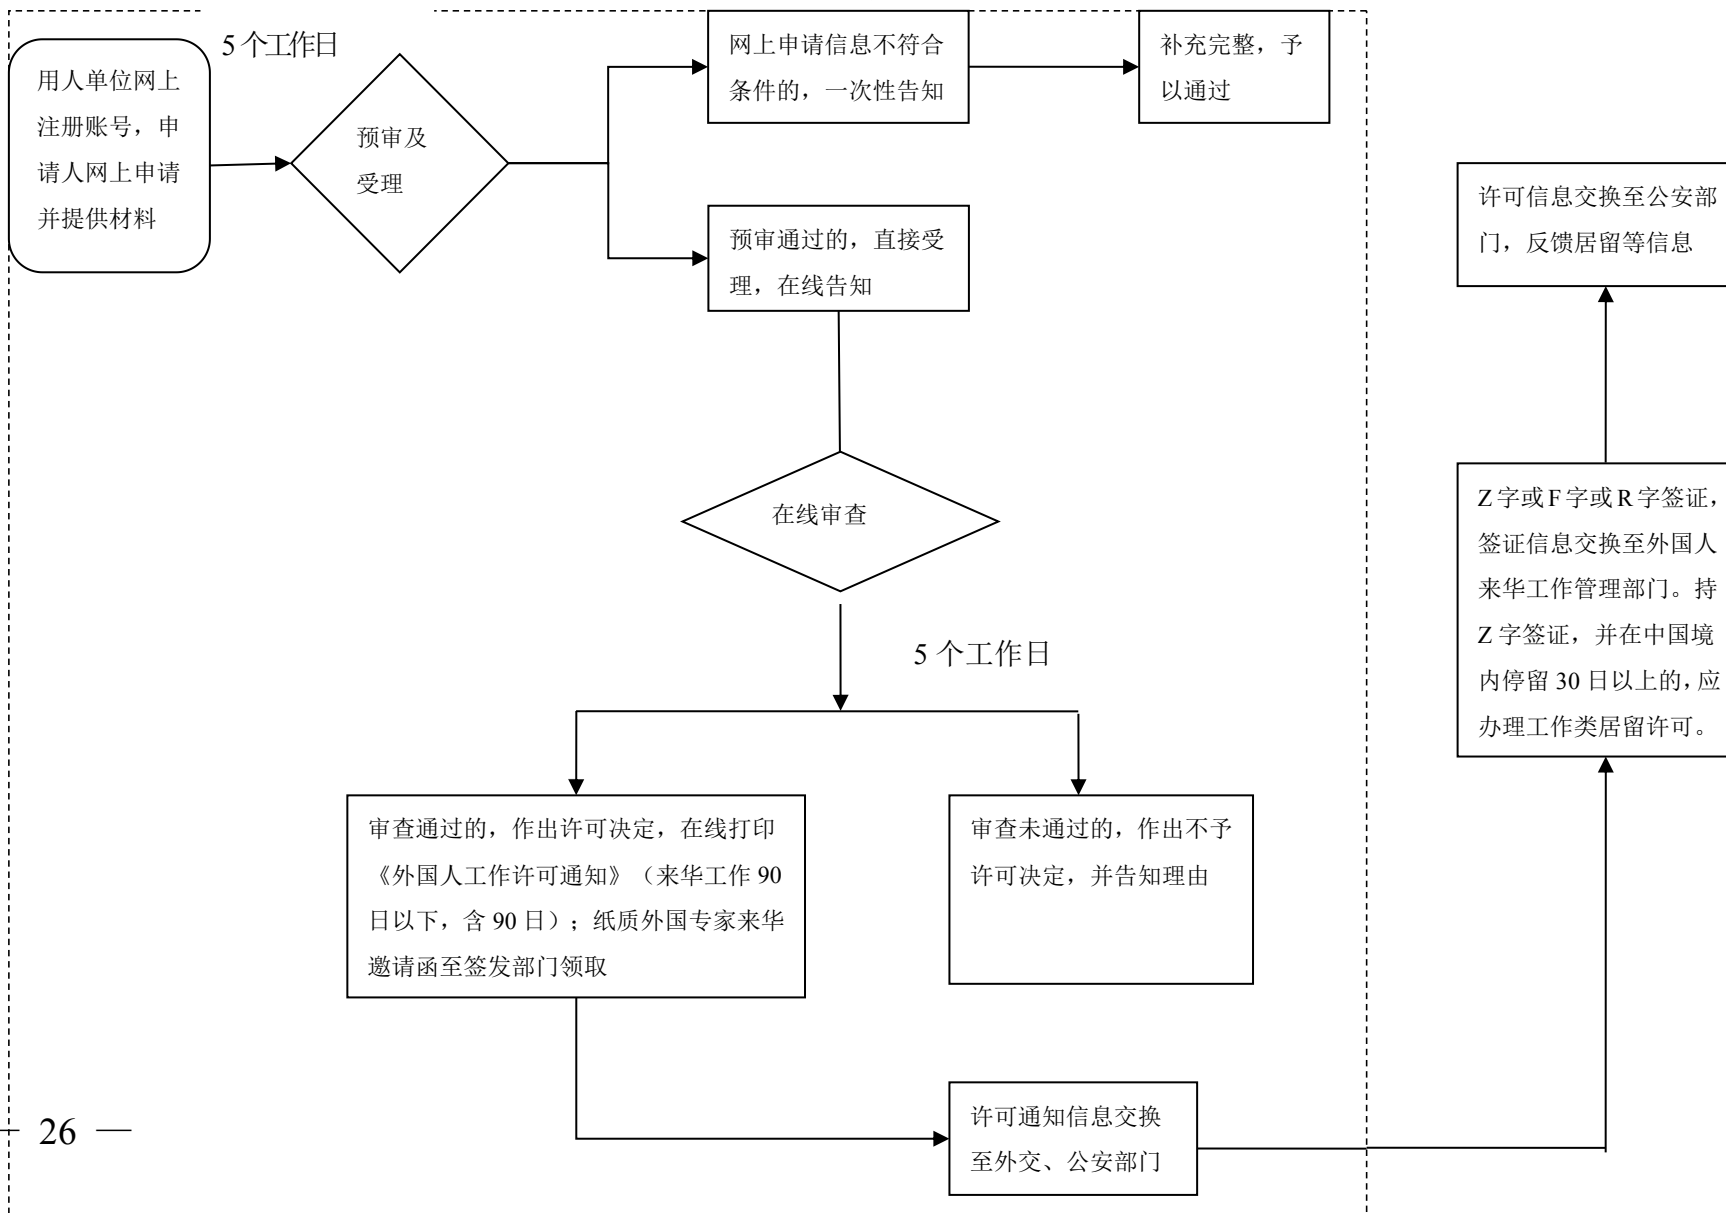 5 个工作日
用人单位网上
注册账号，申
请人网上申请
并提供材料
预审及
受理
网上申请信息不符合
条件的，一次性告知
补充完整，予
以通过
预审通过的，直接受
理，在线告知
在线审查
5 个工作日
审查通过的，作出许可决定，在线打印
《外国人工作许可通知》（来华工作 90
日以下，含 90 日）；纸质外国专家来华
邀请函至签发部门领取
审查未通过的，作出不予
许可决定，并告知理由
许可通知信息交换
至外交、公安部门
Z 字或 F 字或 R 字签证，
签证信息交换至外国人
来华工作管理部门。持
Z 字签证，并在中国境
内停留 30 日以上的，应
办理工作类居留许可。
许可信息交换至公安部
门，反馈居留等信息
— 26 —